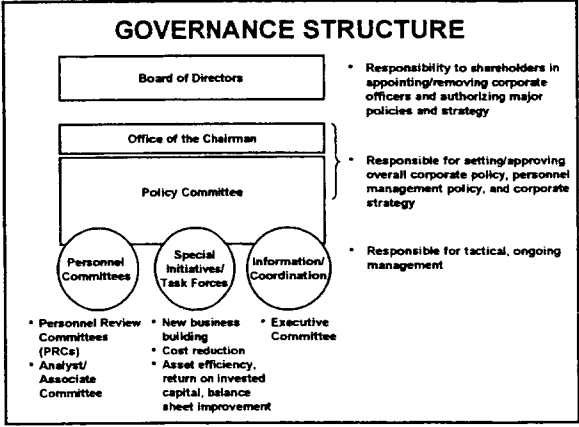 GOVERNANCE STRUCTURE
Board of Directors
• Responsibility to shareholders in
appointing/removing corporate
officers and authorizing major
policies and strategy
Office of the Chairman
Policy Committee
• Responsible for setting/approving
overall corporate policy, personnel
management policy, and corporate
strategy
Personnel
Committees
Special
Initiatives/
Task Forces
Information/
Coordination
• Responsible for tactical, ongoing
management
• Personnel Review
Committees
(PRCs)
• Analyst/
Associate
Committee
• New business
building
• Cost reduction
• Asset efficiency,
return on invested
capital, balance
sheet improvement
• Executive
Committee